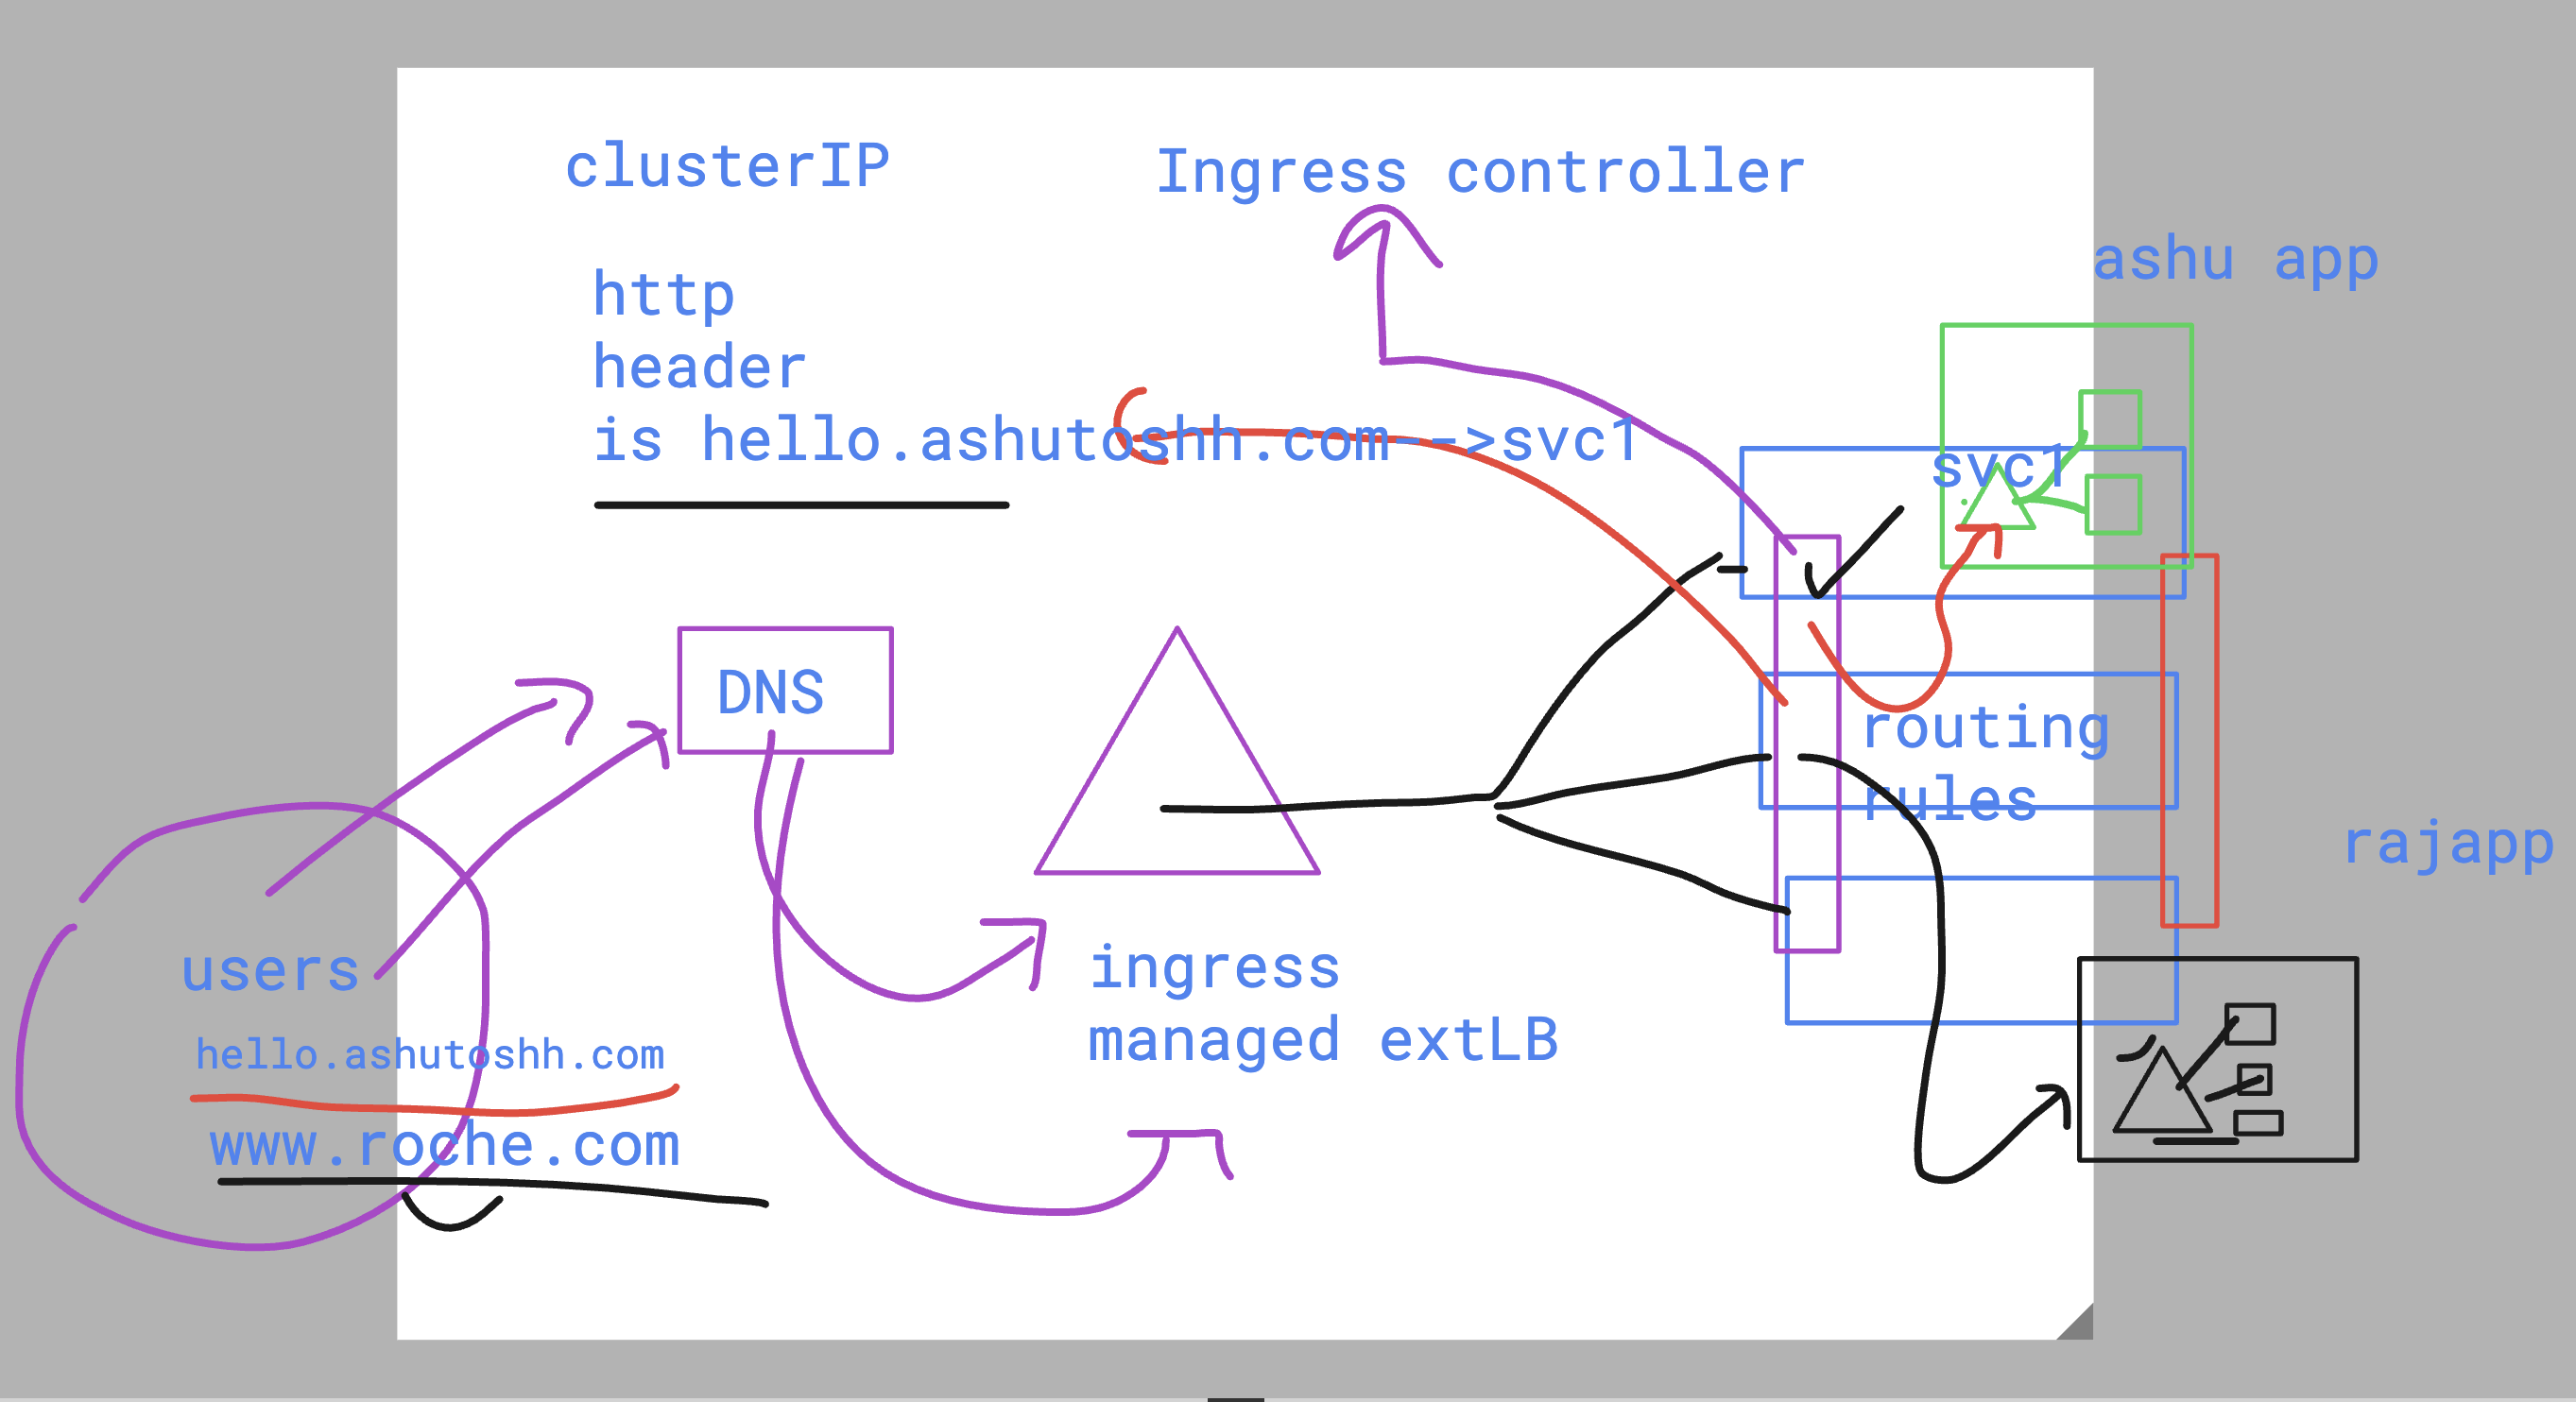 clusterIP
Ingress controller
ashu app
http
header
is hello.ashutoshh.com-->svc1
svc1
DNS
routing
rules
rajapp
users
ingress
managed extLB
hello.ashutoshh.com
www.roche.com